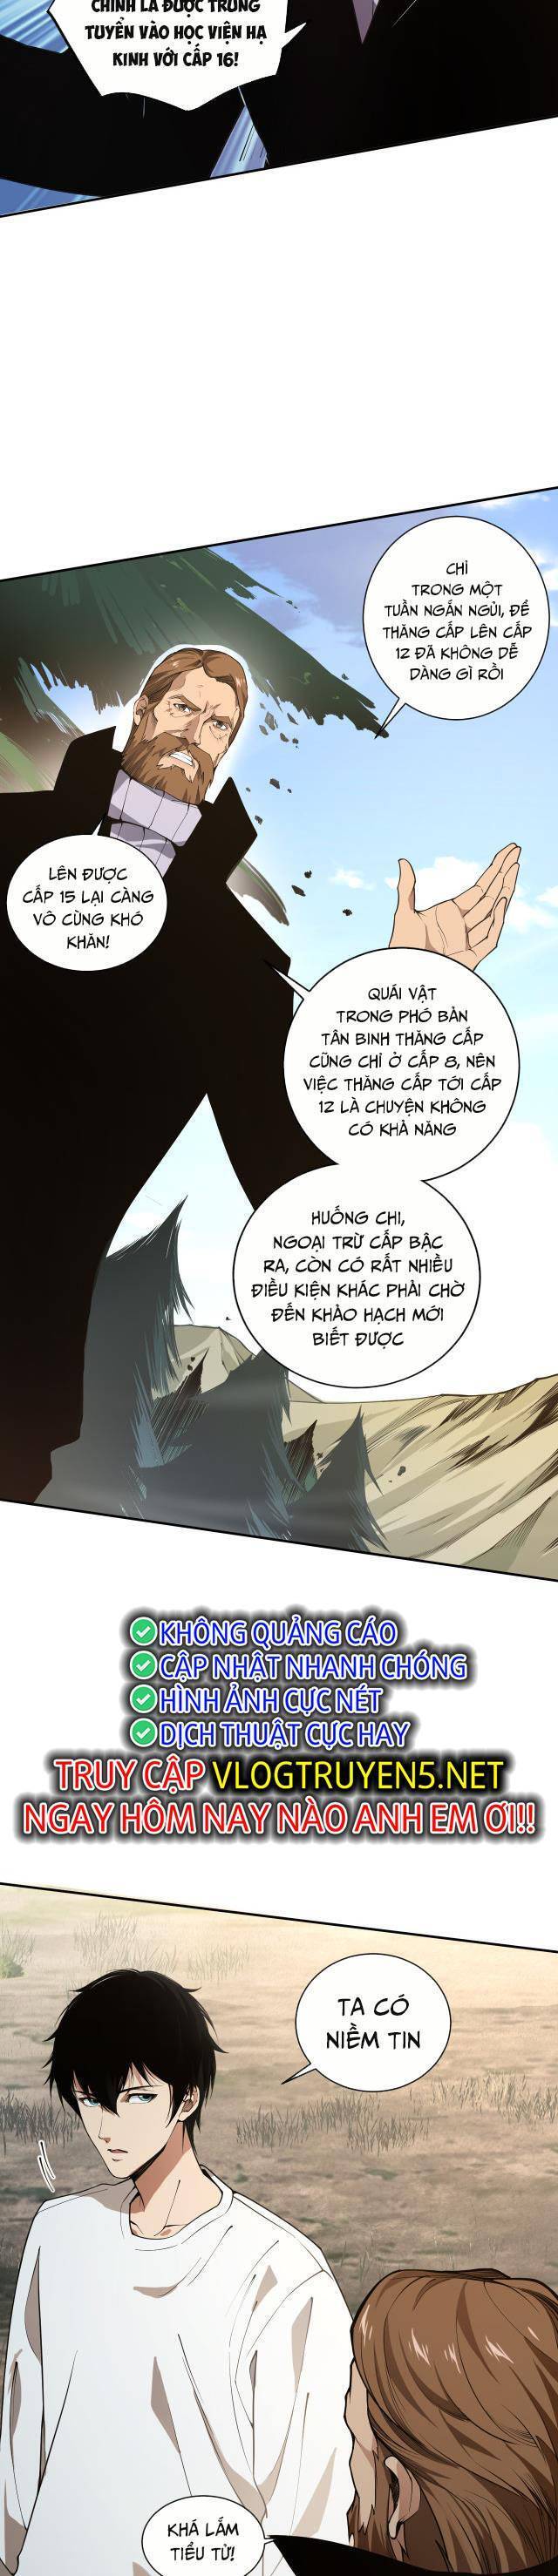 CHÍNH LÀ ĐƯỢC TRÚNG
TUYỂN VÀO HỌC VIỆN HẠ
KINH VỚI CẤP 16!
CHỈ
TRONG MỘT
TUẦN NGẮN NGỦI, ĐỂ
THĂNG CẤP LÊN CẤP
12 ĐÃ KHÔNG DỄ
DÀNG GÌ RỒI
LÊN ĐƯỢC
CẤP 15 LẠI CÀNG
VÔ CÙNG KHÓ
KHĂN!
QUÁI VẬT
TRONG PHÓ BẢN
TÂN BINH THĂNG CẤP
CŨNG CHỈ Ở CẤP 8, NÊN
VIỆC THĂNG CẤP TỚI CẤP
12 LÀ CHUYỆN KHÔNG
CÓ KHẢ NĂNG
HUỐNG CHI,
NGOẠI TRỪ CẤP BẬC
RA, CÒN CÓ RẤT NHIỀU
ĐIỀU KIỆN KHÁC PHẢI CHỜ
ĐẾN KHẢO HẠCH MỚI
BIẾT ĐƯỢC
KHÔNG QUẢNG CÁO
CẬP NHẬT NHANH CHÓNG
HÌNH ẢNH CỰC NÉT
DỊCH THUẬT CỰC HAY
TRUY CẬP VLOGTRUYEN5.NET
NGAY HÔM NAY NÀO ANH EM ƠI!!
TA CÓ
NIỀM TIN
KHÁ LẮM
TIỂU TỬ!